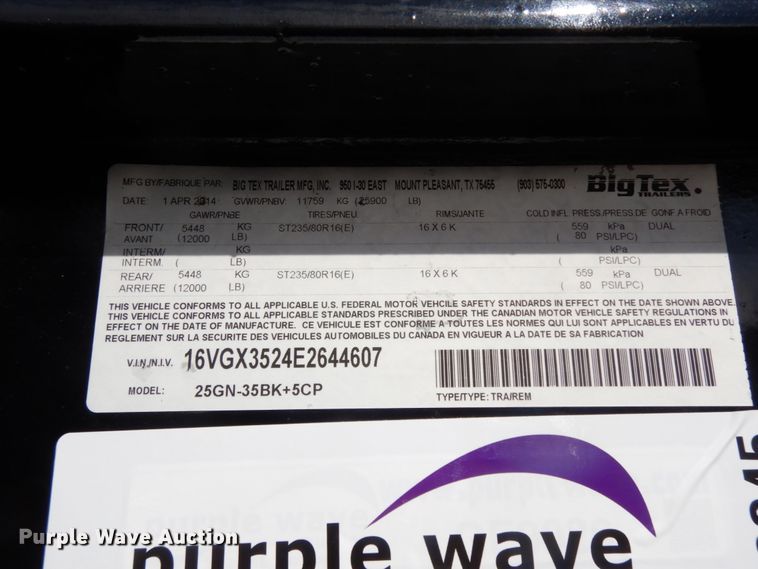 MFG BY/FABRIQUE PAR: BIG TEX TRAILER MFG, INC. 950 I-30 EAST MOUNT PLEASANT, TX 75455 (903) 575-0300 BigTex TRAILERS
DATE: 1 APR 2014 GVWR/PNBV: 11759 KG (25900 LB)
GAWR/PNBE TIRES/PNEU. RIMS/JANTE COLD INFL. PRESS/PRESS.DE GONF A FROID
FRONT/ 5448 KG ST235/80R16(E) 16 X 6 K 559 kPa DUAL
AVANT (12000 LB) ( 80 PSI/LPC)
INTERM/ KG kPa
INTERM. ( LB) ( PSI/LPC)
REAR/ 5448 KG ST235/80R16(E) 16 X 6 K 559 kPa DUAL
ARRIERE (12000 LB) ( 80 PSI/LPC)
THIS VEHICLE CONFORMS TO ALL APPLICABLE U.S. FEDERAL MOTOR VEHCILE SAFETY STANDARDS IN EFFECT ON THE DATE SHOWN ABOVE.
THIS VEHICLE CONFORMS TO ALL APPLICABLE STANDARDS PRESCRIBED UNDER THE CANADIAN MOTOR VEHICLE SAFETY REGULATIONS IN
EFFECT ON THE DATE OF MANUFACTURE. CE VEHICULE EST CONFORME A TOUTES LES NORMES QUI LUI SONT APPLICABLES EN VERTU DU
REGLEMENT SUR LA SECURITE DES VEHICLES AUTOMOBILES DU CANADA EN VIGUEUR A LA DATE DE SA FABRICATION
V.I.N./N.I.V. 16VGX3524E2644607
MODEL: 25GN-35BK+5CP TYPE/TYPE: TRA/REM
purple wave
Purple Wave Auction